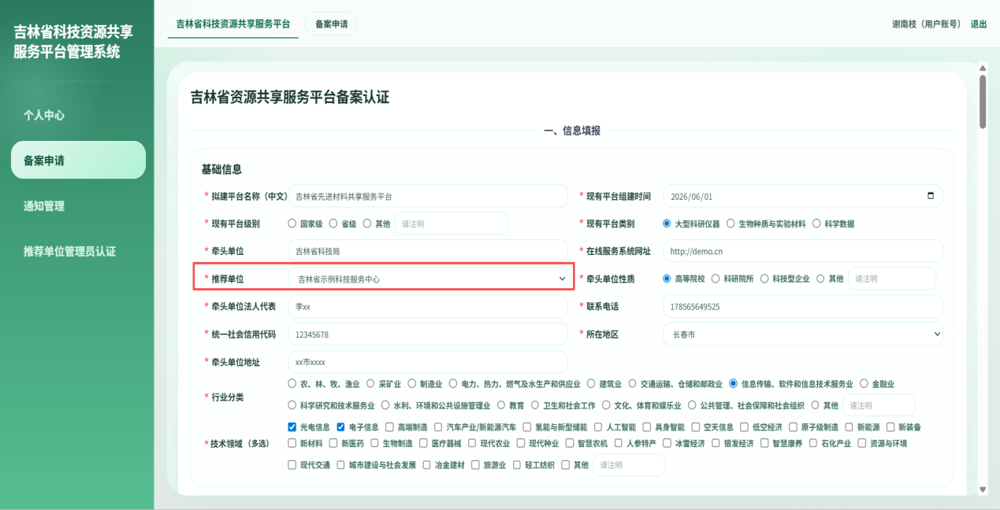 吉林省科技资源共享
服务平台管理系统
个人中心
备案申请
通知管理
推荐单位管理员认证
吉林省科技资源共享服务平台 备案申请 谢南枝（用户账号） 退出
吉林省资源共享服务平台备案认证
一、信息填报
基础信息
* 拟建平台名称（中文） 吉林省先进材料共享服务平台 * 现有平台组建时间 2026/06/01
* 现有平台级别 国家级 省级 其他 请注明 * 现有平台类别 大型科研仪器 生物种质与实验材料 科学数据
* 牵头单位 吉林省科技局 * 在线服务系统网址 http://demo.cn
* 推荐单位 吉林省示例科技服务中心 * 牵头单位性质 高等院校 科研院所 科技型企业 其他 请注明
* 牵头单位法人代表 李xx * 联系电话 178565649525
* 统一社会信用代码 12345678 * 所在地区 长春市
* 牵头单位地址 xx市xxxx
* 行业分类 农、林、牧、渔业 采矿业 制造业 电力、热力、燃气及水生产和供应业 建筑业 交通运输、仓储和邮政业 信息传输、软件和信息技术服务业 金融业
科学研究和技术服务业 水利、环境和公共设施管理业 教育 卫生和社会工作 文化、体育和娱乐业 公共管理、社会保障和社会组织 其他 请注明
* 技术领域（多选） 光电信息 电子信息 高端制造 汽车产业/新能源汽车 氢能与新型储能 人工智能 具身智能 空天信息 低空经济 原子级制造 新能源 新装备
新材料 新医药 生物制造 医疗器械 现代农业 现代种业 智慧农机 人参特产 冰雪经济 银发经济 智慧康养 石化产业 资源与环境
现代交通 城市建设与社会发展 冶金建材 旅游业 轻工纺织 其他 请注明